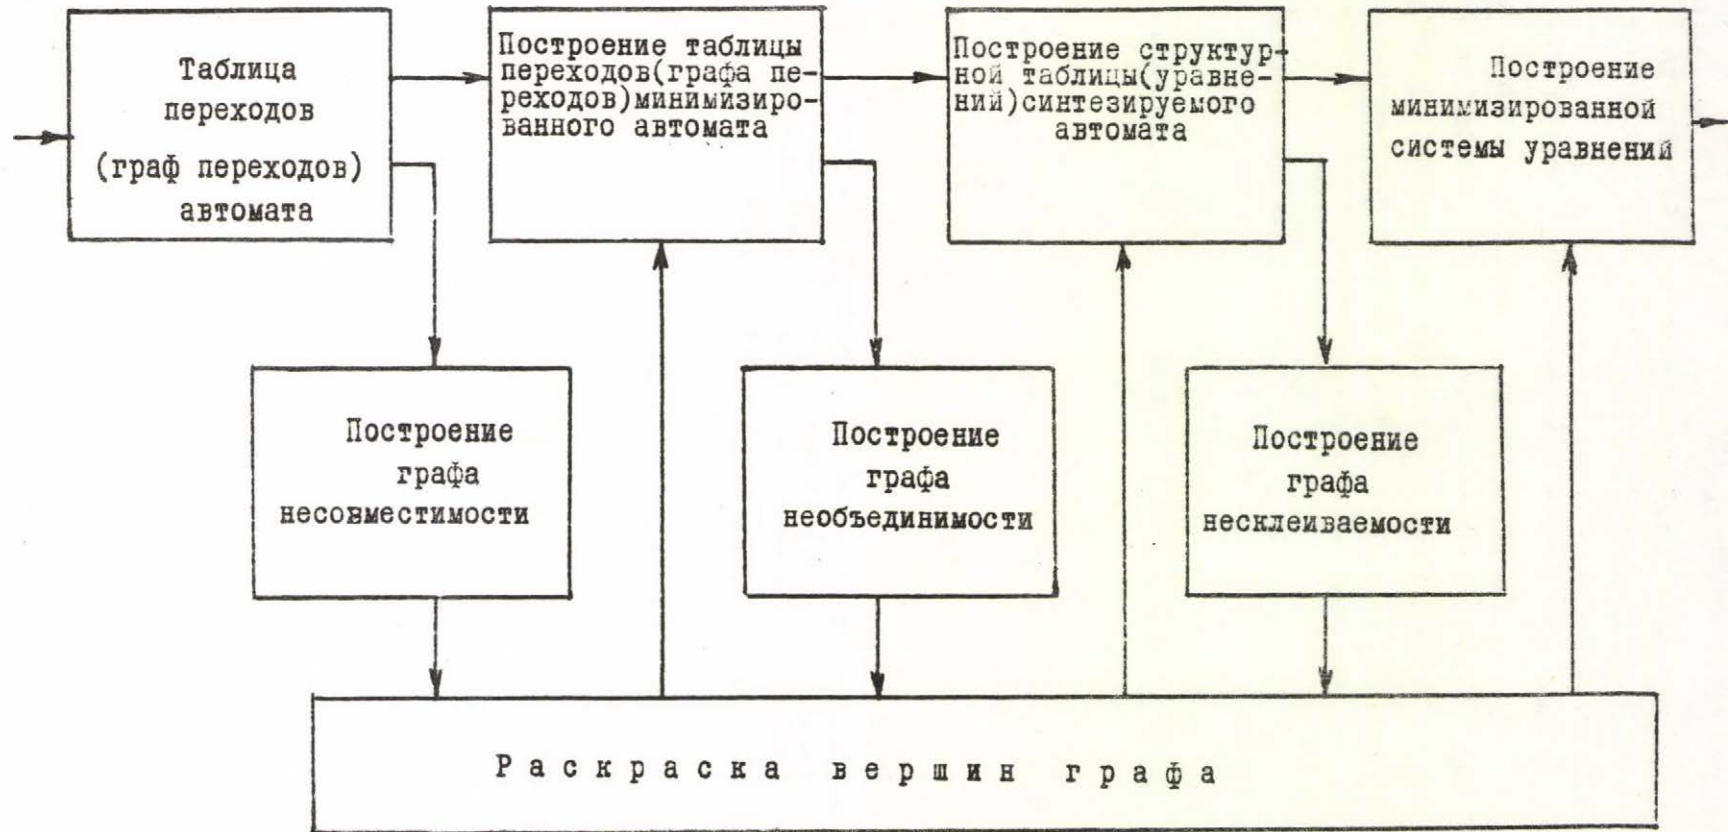 Таблица
переходов
(граф переходов)
автомата
Построение таблицы
переходов(графа пе-
реходов)минимизиро-
ванного автомата
Построение структур-
ной таблицы(уравне-
ний)синтезируемого
автомата
Построение
минимизированной
системы уравнений
Построение
графа
несовместимости
Построение
графа
необъединимости
Построение
графа
несклеиваемости
Раскраска вершин графа